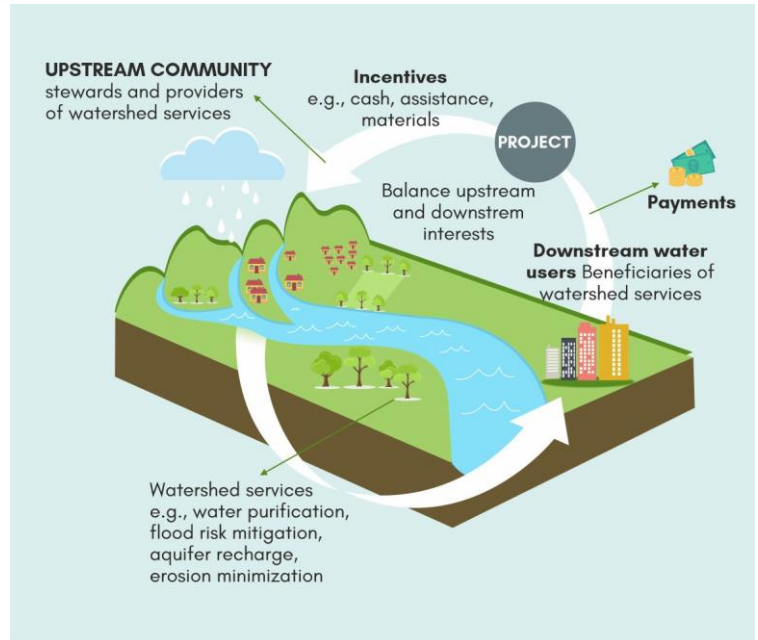 UPSTREAM COMMUNITY
stewards and providers
of watershed services
Incentives
e.g., cash, assistance,
materials
PROJECT
Balance upstream
and downstrem
interests
Payments
Downstream water
users Beneficiaries of
watershed services
Watershed services
e.g., water purification,
flood risk mitigation,
aquifer recharge,
erosion minimization